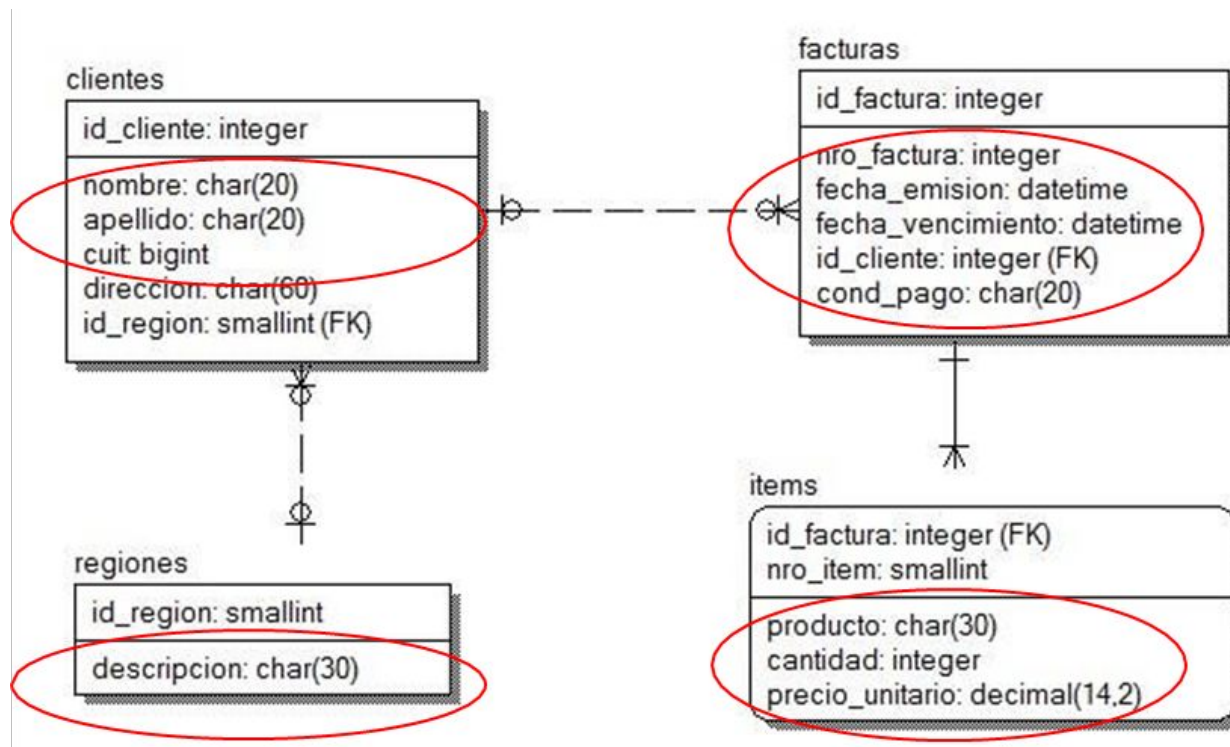 clientes
id_cliente: integer
nombre: char(20)
apellido: char(20)
cuit: bigint
direccion: char(60)
id_region: smallint (FK)
facturas
id_factura: integer
nro_factura: integer
fecha_emision: datetime
fecha_vencimiento: datetime
id_cliente: integer (FK)
cond_pago: char(20)
regiones
id_region: smallint
descripcion: char(30)
items
id_factura: integer (FK)
nro_item: smallint
producto: char(30)
cantidad: integer
precio_unitario: decimal(14,2)